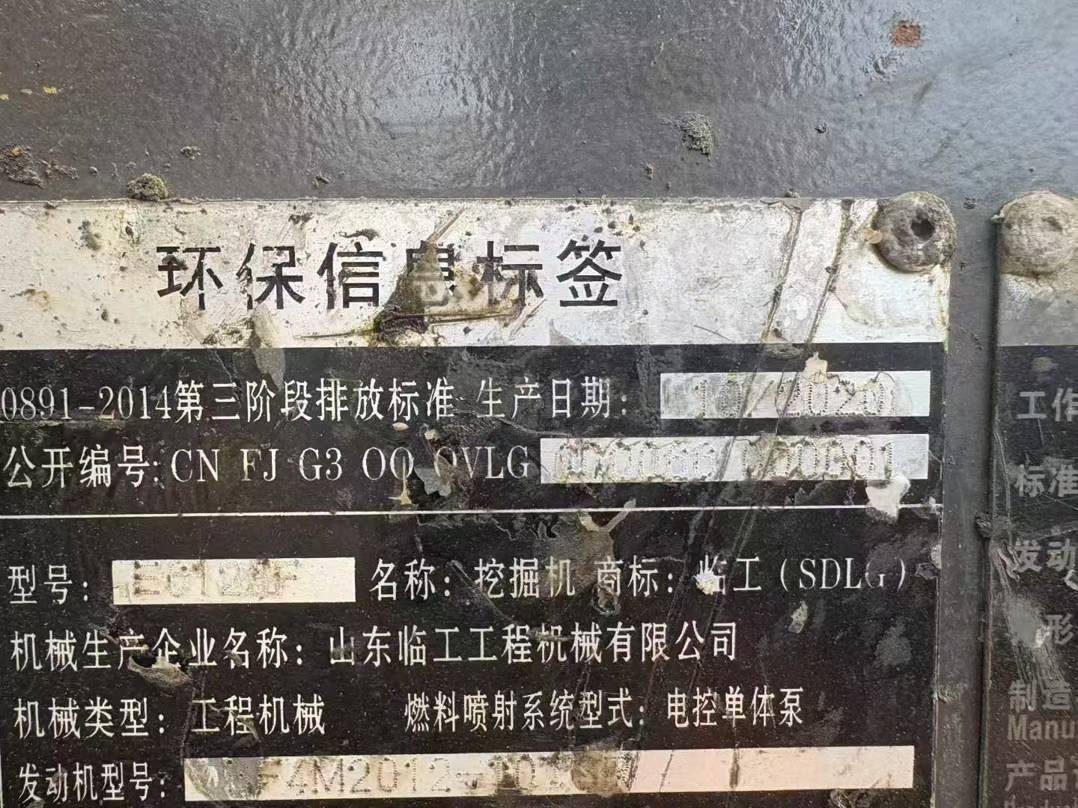 环保信息标签
0891-2014第三阶段排放标准 生产日期:
公开编号: CN FJ G3 OO OVLG
型号: 名称: 挖掘机 商标: 临工(SDLG)
机械生产企业名称: 山东临工工程机械有限公司
机械类型: 工程机械 燃料喷射系统型式: 电控单体泵
发动机型号:
工作
标准
发动
形
制造
Manu
产品